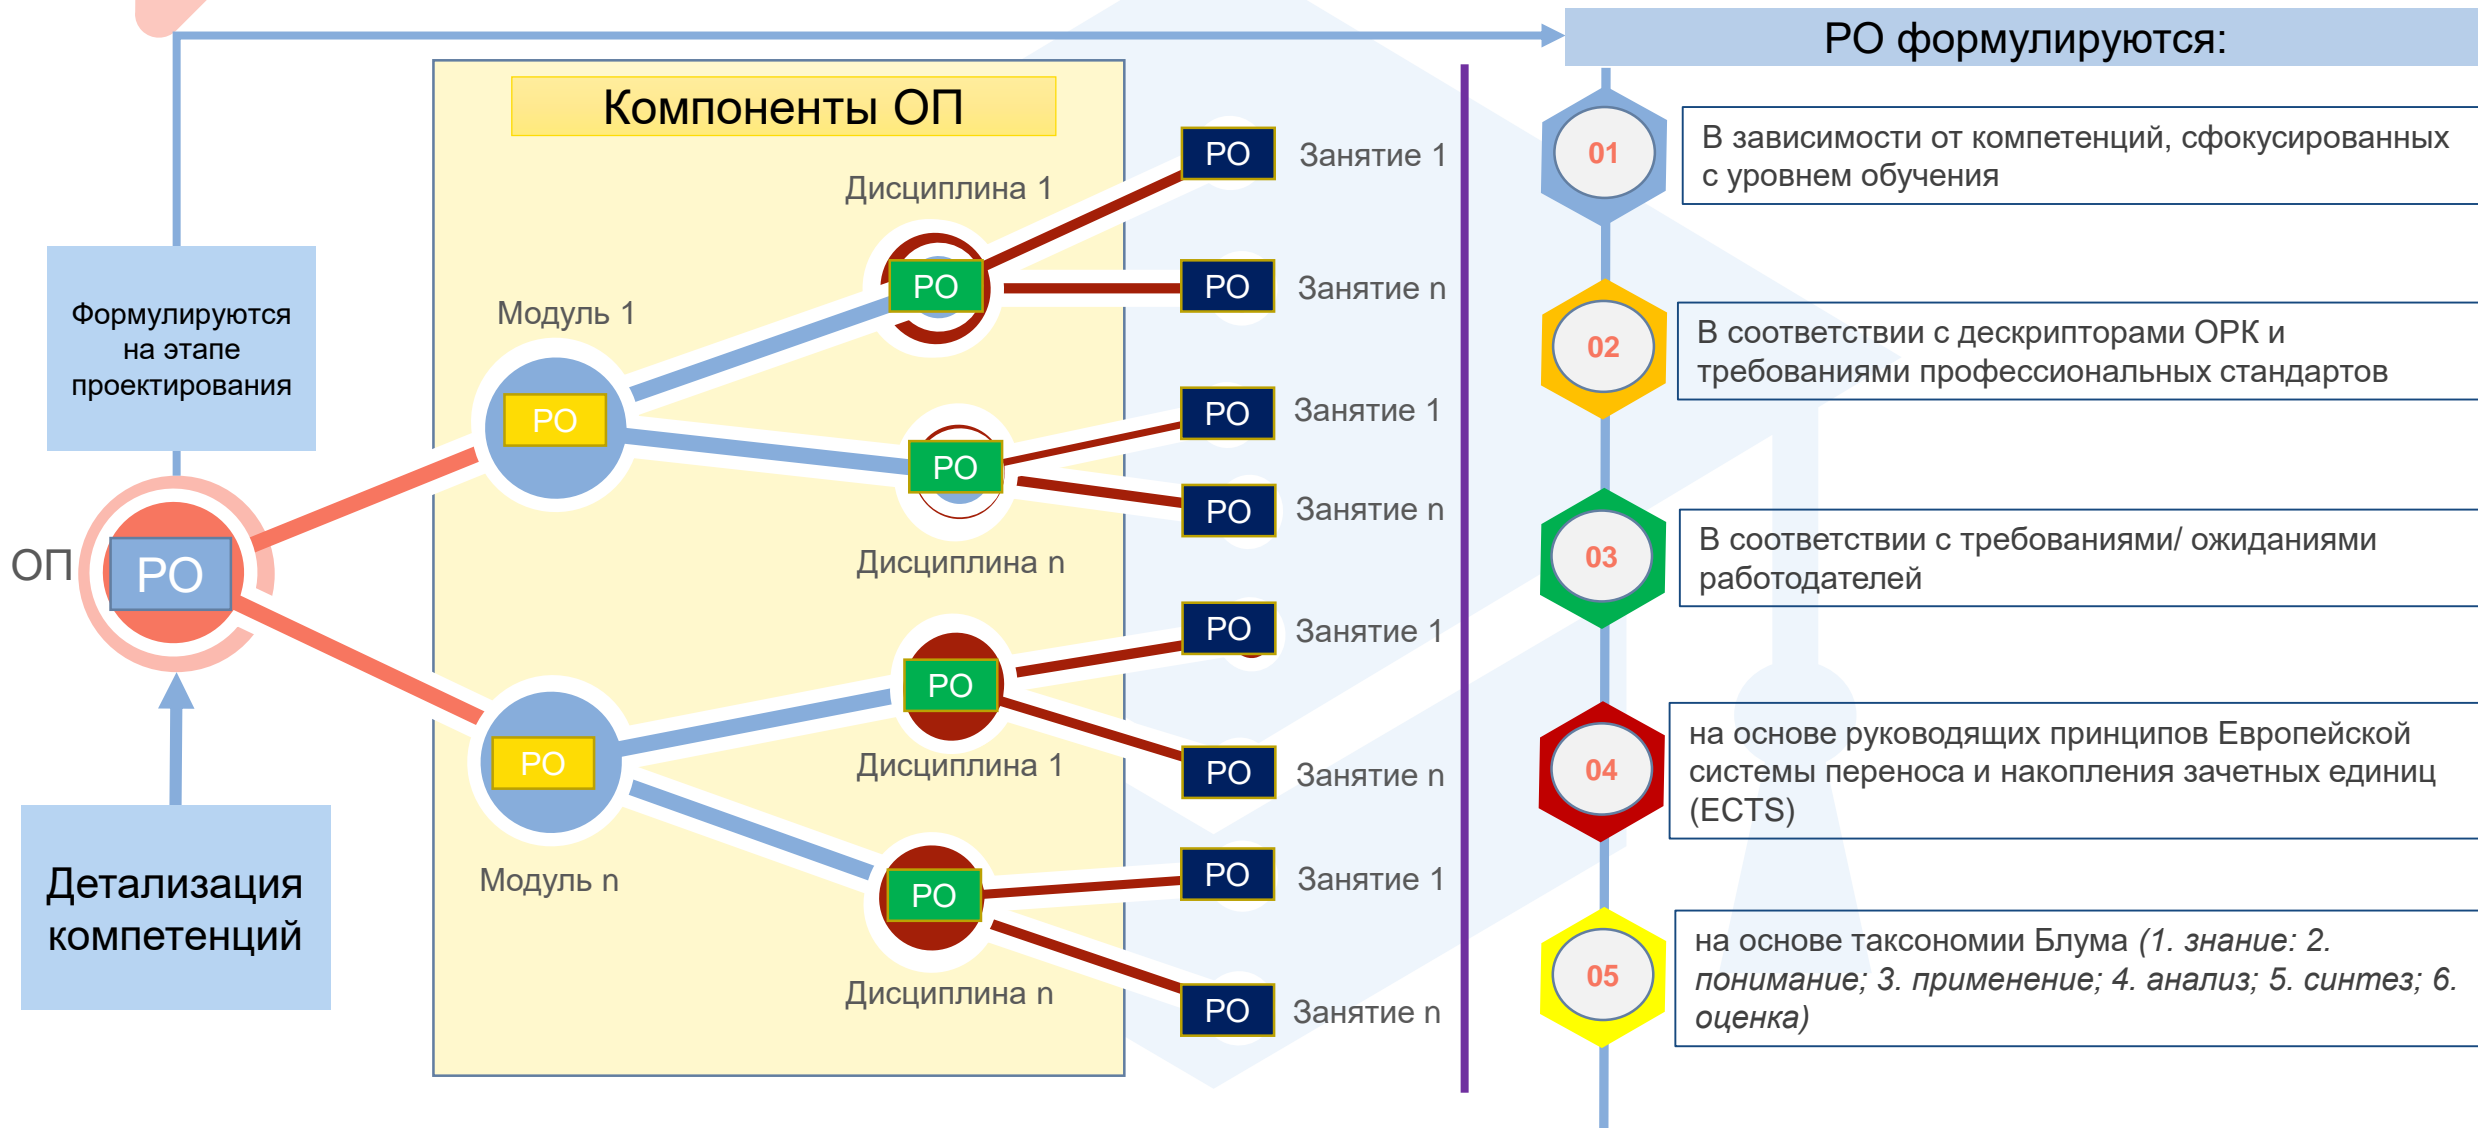 РО формулируются:
Компоненты ОП
Формулируются
на этапе
проектирования
ОП
РО
Детализация
компетенций
Модуль 1
РО
Дисциплина 1
РО
РО
Занятие 1
РО
Занятие n
РО
Дисциплина n
РО
Занятие 1
РО
Занятие n
РО
Модуль n
РО
Дисциплина 1
РО
Занятие 1
РО
Занятие n
РО
Дисциплина n
РО
Занятие 1
РО
Занятие n
01
В зависимости от компетенций, сфокусированных
с уровнем обучения
02
В соответствии с дескрипторами ОРК и
требованиями профессиональных стандартов
03
В соответствии с требованиями/ ожиданиями
работодателей
04
на основе руководящих принципов Европейской
системы переноса и накопления зачетных единиц
(ECTS)
05
на основе таксономии Блума (1. знание: 2.
понимание; 3. применение; 4. анализ; 5. синтез; 6.
оценка)